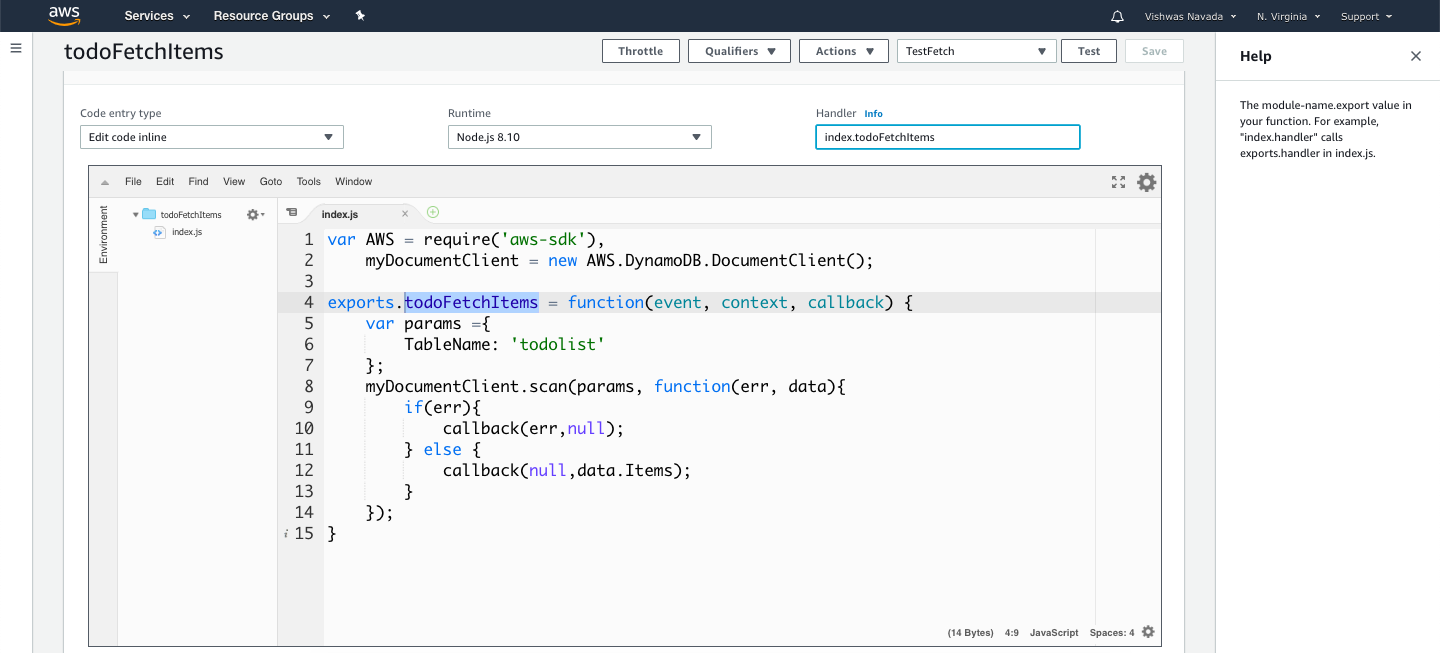 aws Services Resource Groups Vishwas Navada N. Virginia Support
todoFetchItems Throttle Qualifiers Actions TestFetch Test Save
Code entry type
Edit code inline
Runtime
Node.js 8.10
Handler Info
index.todoFetchItems
File Edit Find View Goto Tools Window
Environment
todoFetchItems
index.js
index.js
1 var AWS = require('aws-sdk'),
2 myDocumentClient = new AWS.DynamoDB.DocumentClient();
3
4 exports.todoFetchItems = function(event, context, callback) {
5 var params ={
6 TableName: 'todolist'
7 };
8 myDocumentClient.scan(params, function(err, data){
9 if(err){
10 callback(err,null);
11 } else {
12 callback(null,data.Items);
13 }
14 });
i 15 }
(14 Bytes) 4:9 JavaScript Spaces: 4
Help
The module-name.export value in
your function. For example,
"index.handler" calls
exports.handler in index.js.